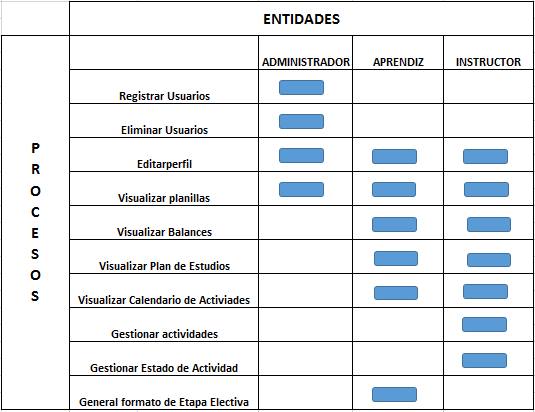 ENTIDADES
ADMINISTRADOR APRENDIZ INSTRUCTOR
PROCESOS
Registrar Usuarios
Eliminar Usuarios
Editarperfil
Visualizar planillas
Visualizar Balances
Visualizar Plan de Estudios
Visualizar Calendario de Activiades
Gestionar actividades
Gestionar Estado de Actividad
General formato de Etapa Electiva